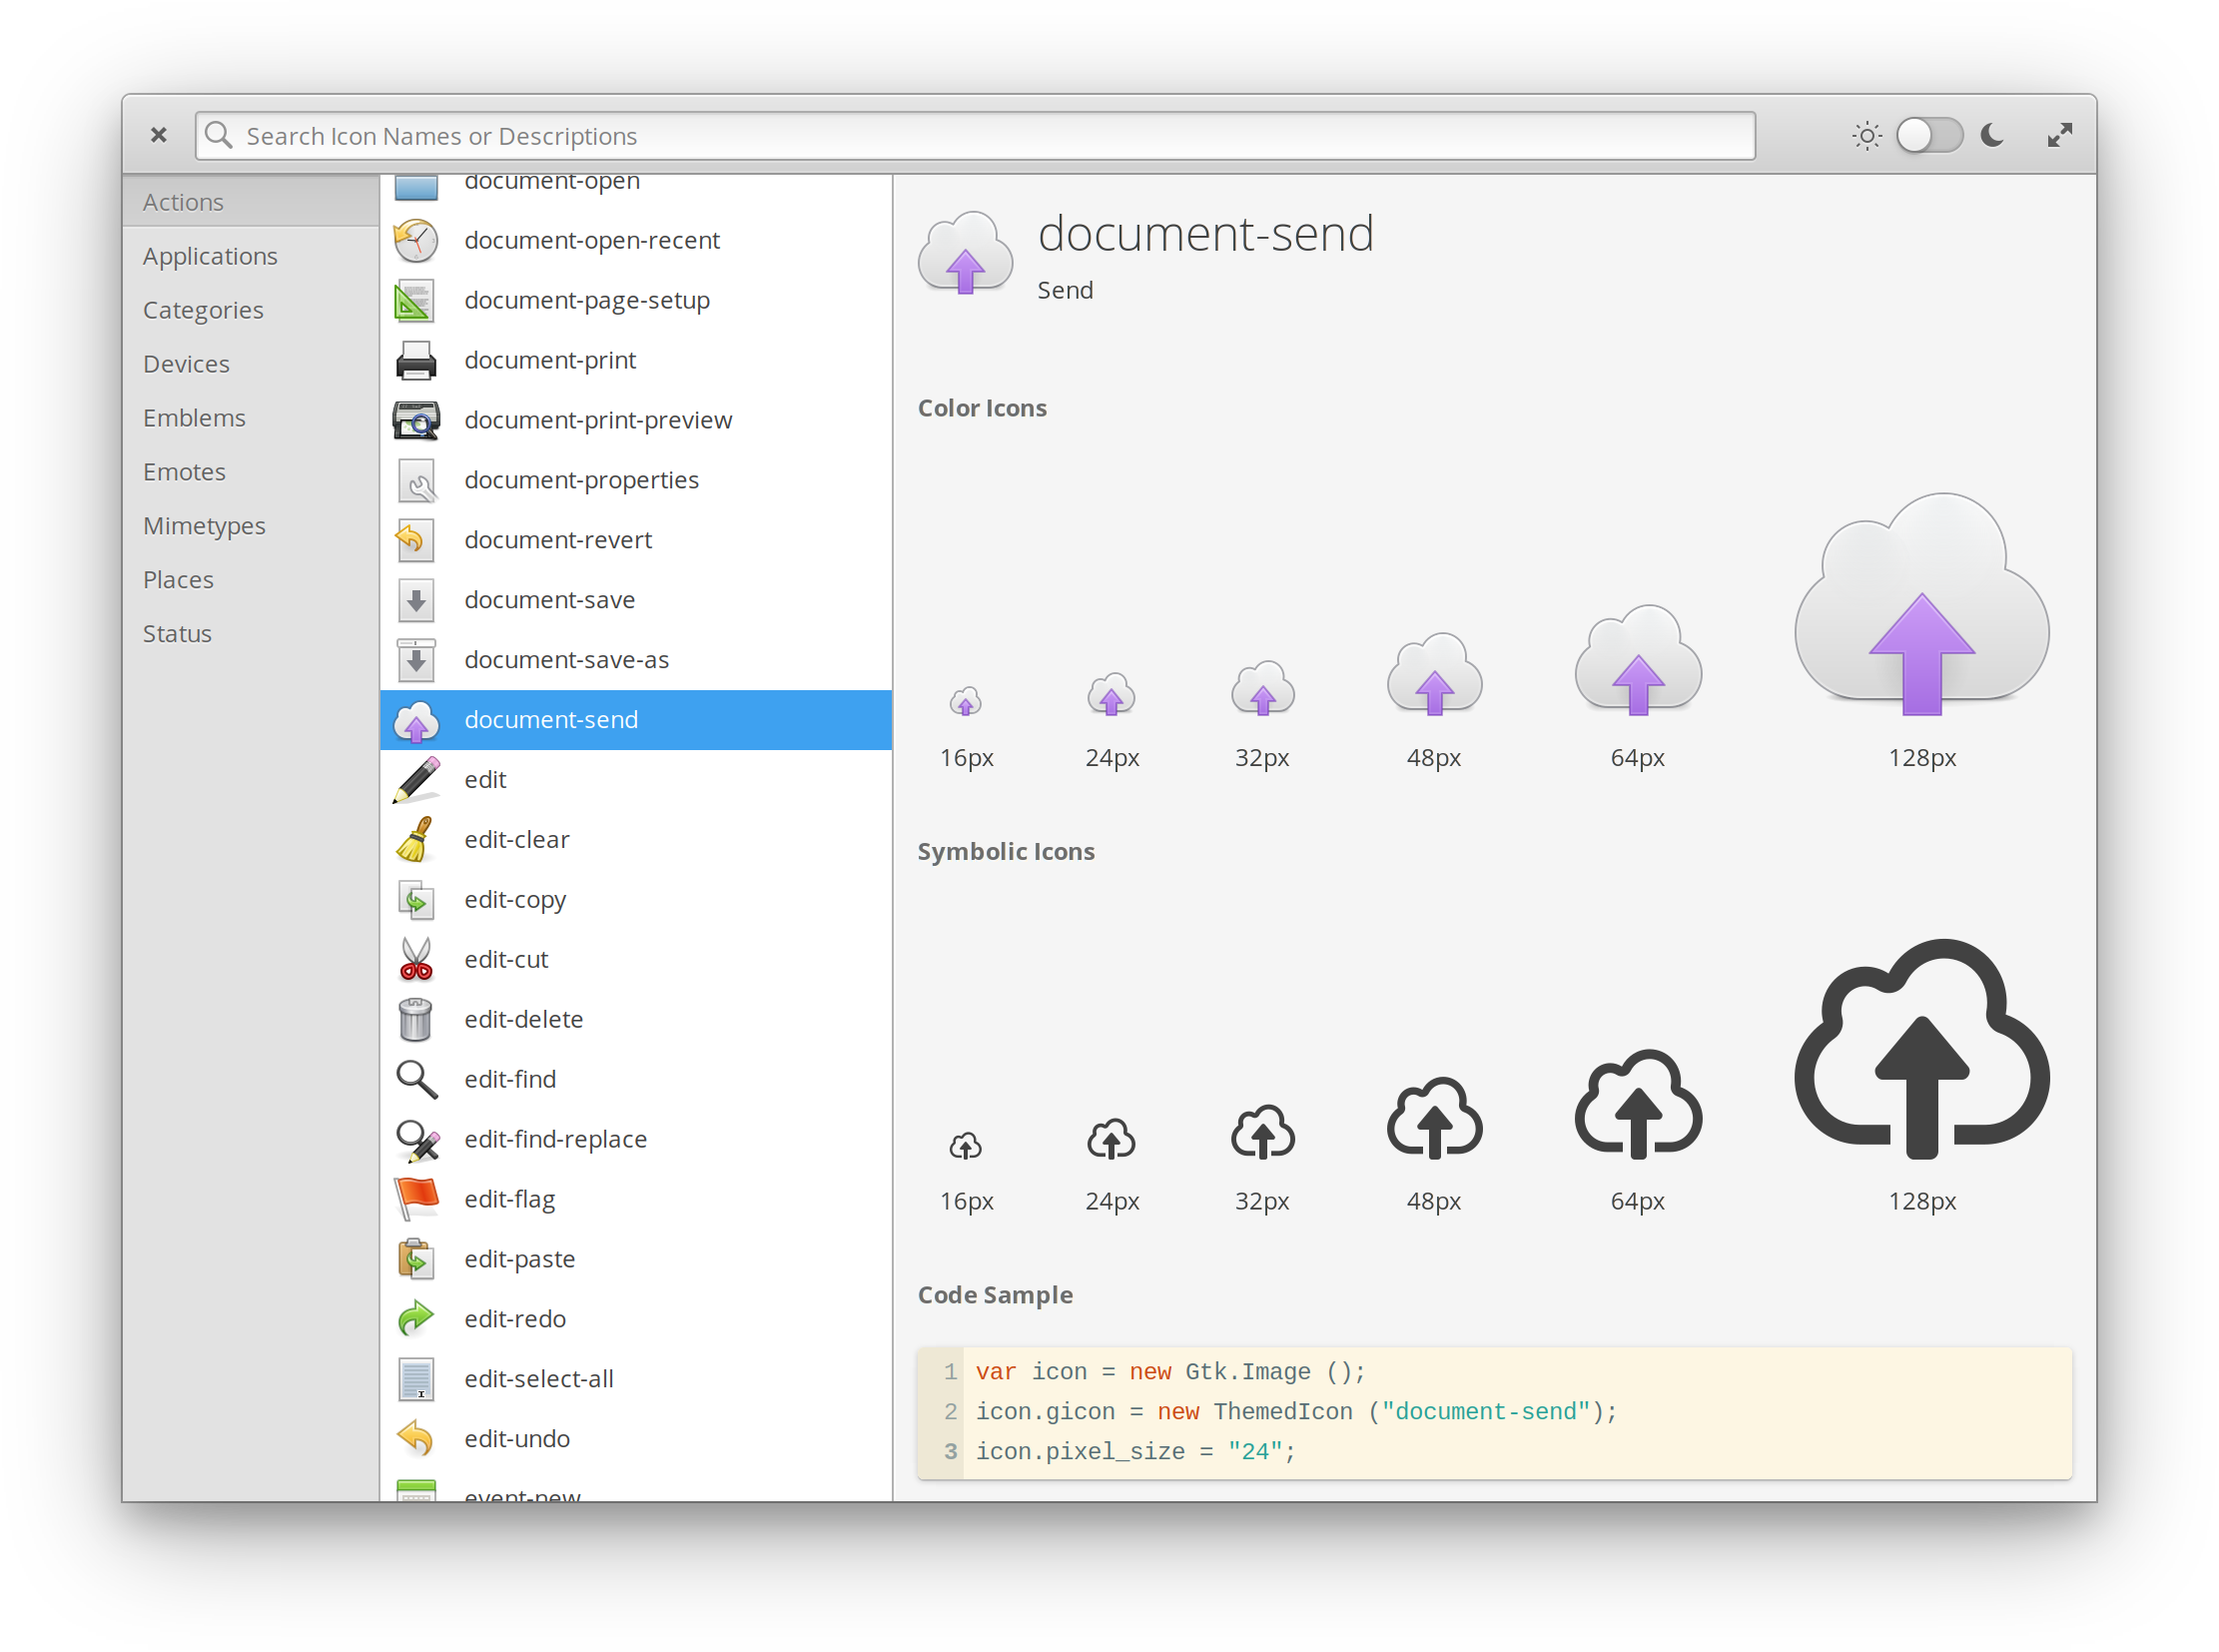 Search Icon Names or Descriptions
Actions
Applications
Categories
Devices
Emblems
Emotes
Mimetypes
Places
Status
document-open
document-open-recent
document-page-setup
document-print
document-print-preview
document-properties
document-revert
document-save
document-save-as
document-send
edit
edit-clear
edit-copy
edit-cut
edit-delete
edit-find
edit-find-replace
edit-flag
edit-paste
edit-redo
edit-select-all
edit-undo
event-new
document-send
Send
Color Icons
16px 24px 32px 48px 64px 128px
Symbolic Icons
16px 24px 32px 48px 64px 128px
Code Sample
1 var icon = new Gtk.Image ();
2 icon.gicon = new ThemedIcon ("document-send");
3 icon.pixel_size = "24";